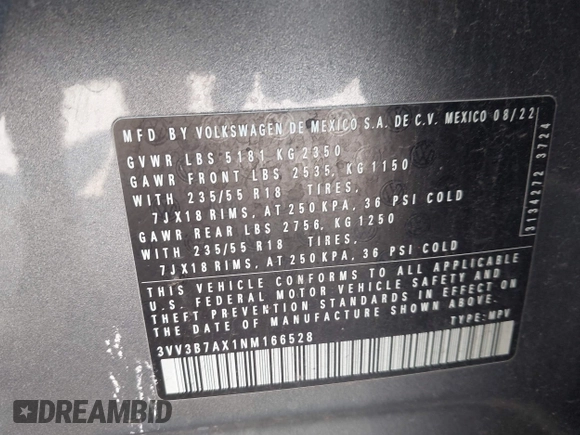 MFD BY VOLKSWAGEN DE MEXICO S.A. DE C.V. MEXICO 08/22
GVWR LBS 5181 KG 2350
GAWR FRONT LBS 2535, KG 1150
WITH 235/55 R18 TIRES,
7JX18 RIMS, AT 250 KPA, 36 PSI COLD
GAWR REAR LBS 2756, KG 1250
WITH 235/55 R18 TIRES,
7JX18 RIMS, AT 250 KPA, 36 PSI COLD
THIS VEHICLE CONFORMS TO ALL APPLICABLE
U.S. FEDERAL MOTOR VEHICLE SAFETY AND
THEFT PREVENTION STANDARDS IN EFFECT ON
THE DATE OF MANUFACTURE SHOWN ABOVE.
3VV3B7AX1NM166528 TYPE: MPV
3T34272 3724
DREAMBID